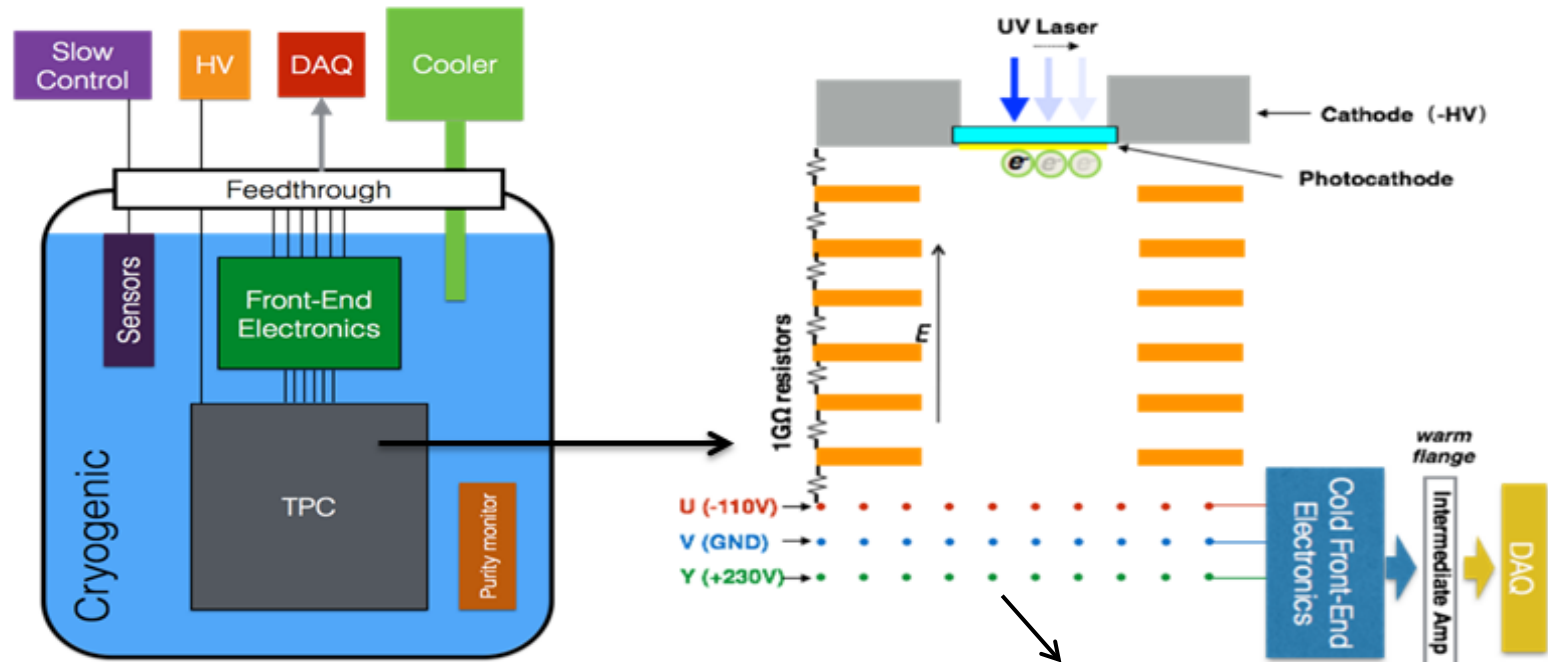 Slow
Control
HV
DAQ
Cooler
Feedthrough
Sensors
Front-End
Electronics
TPC
Purity monitor
Cryogenic
UV Laser
Cathode (-HV)
e-
e-
e-
Photocathode
E
1GΩ resistors
U (-110V)
V (GND)
Y (+230V)
Cold Front-End
Electronics
warm
flange
Intermediate Amp
DAQ